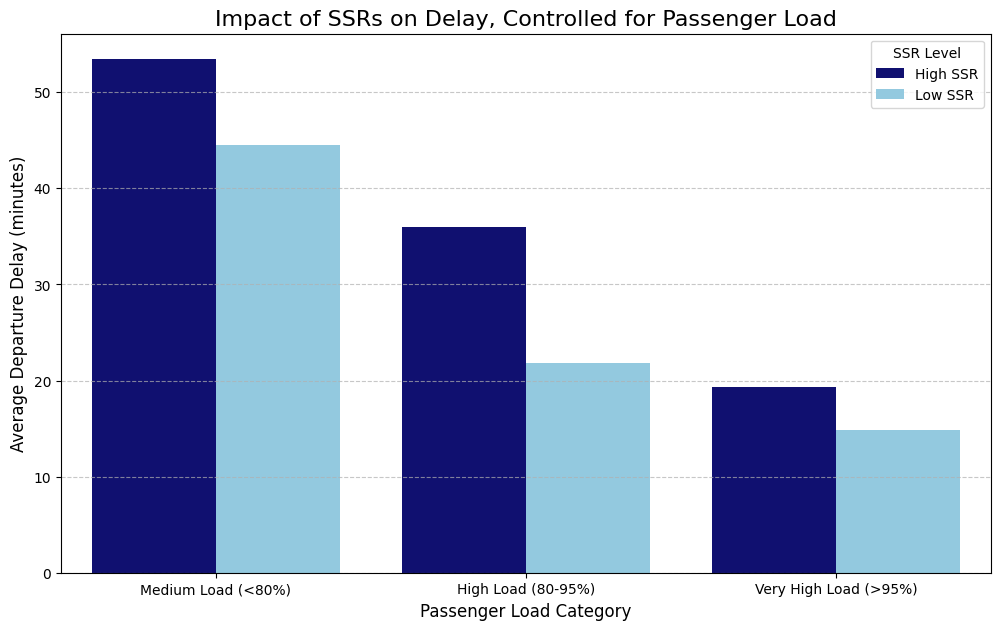 Impact of SSRs on Delay, Controlled for Passenger Load
SSR Level
High SSR
Low SSR
Average Departure Delay (minutes)
50
40
30
20
10
0
Medium Load (<80%)
High Load (80-95%)
Very High Load (>95%)
Passenger Load Category